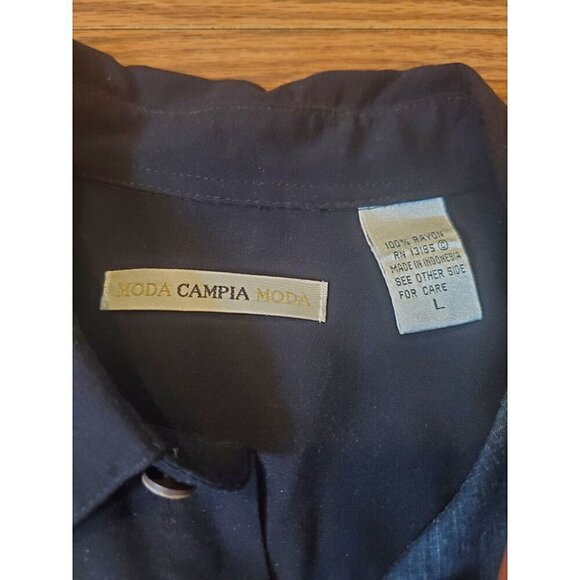 MODA CAMPIA MODA
100% RAYON
RN 13185 ©
MADE IN INDONESIA
SEE OTHER SIDE
FOR CARE
L